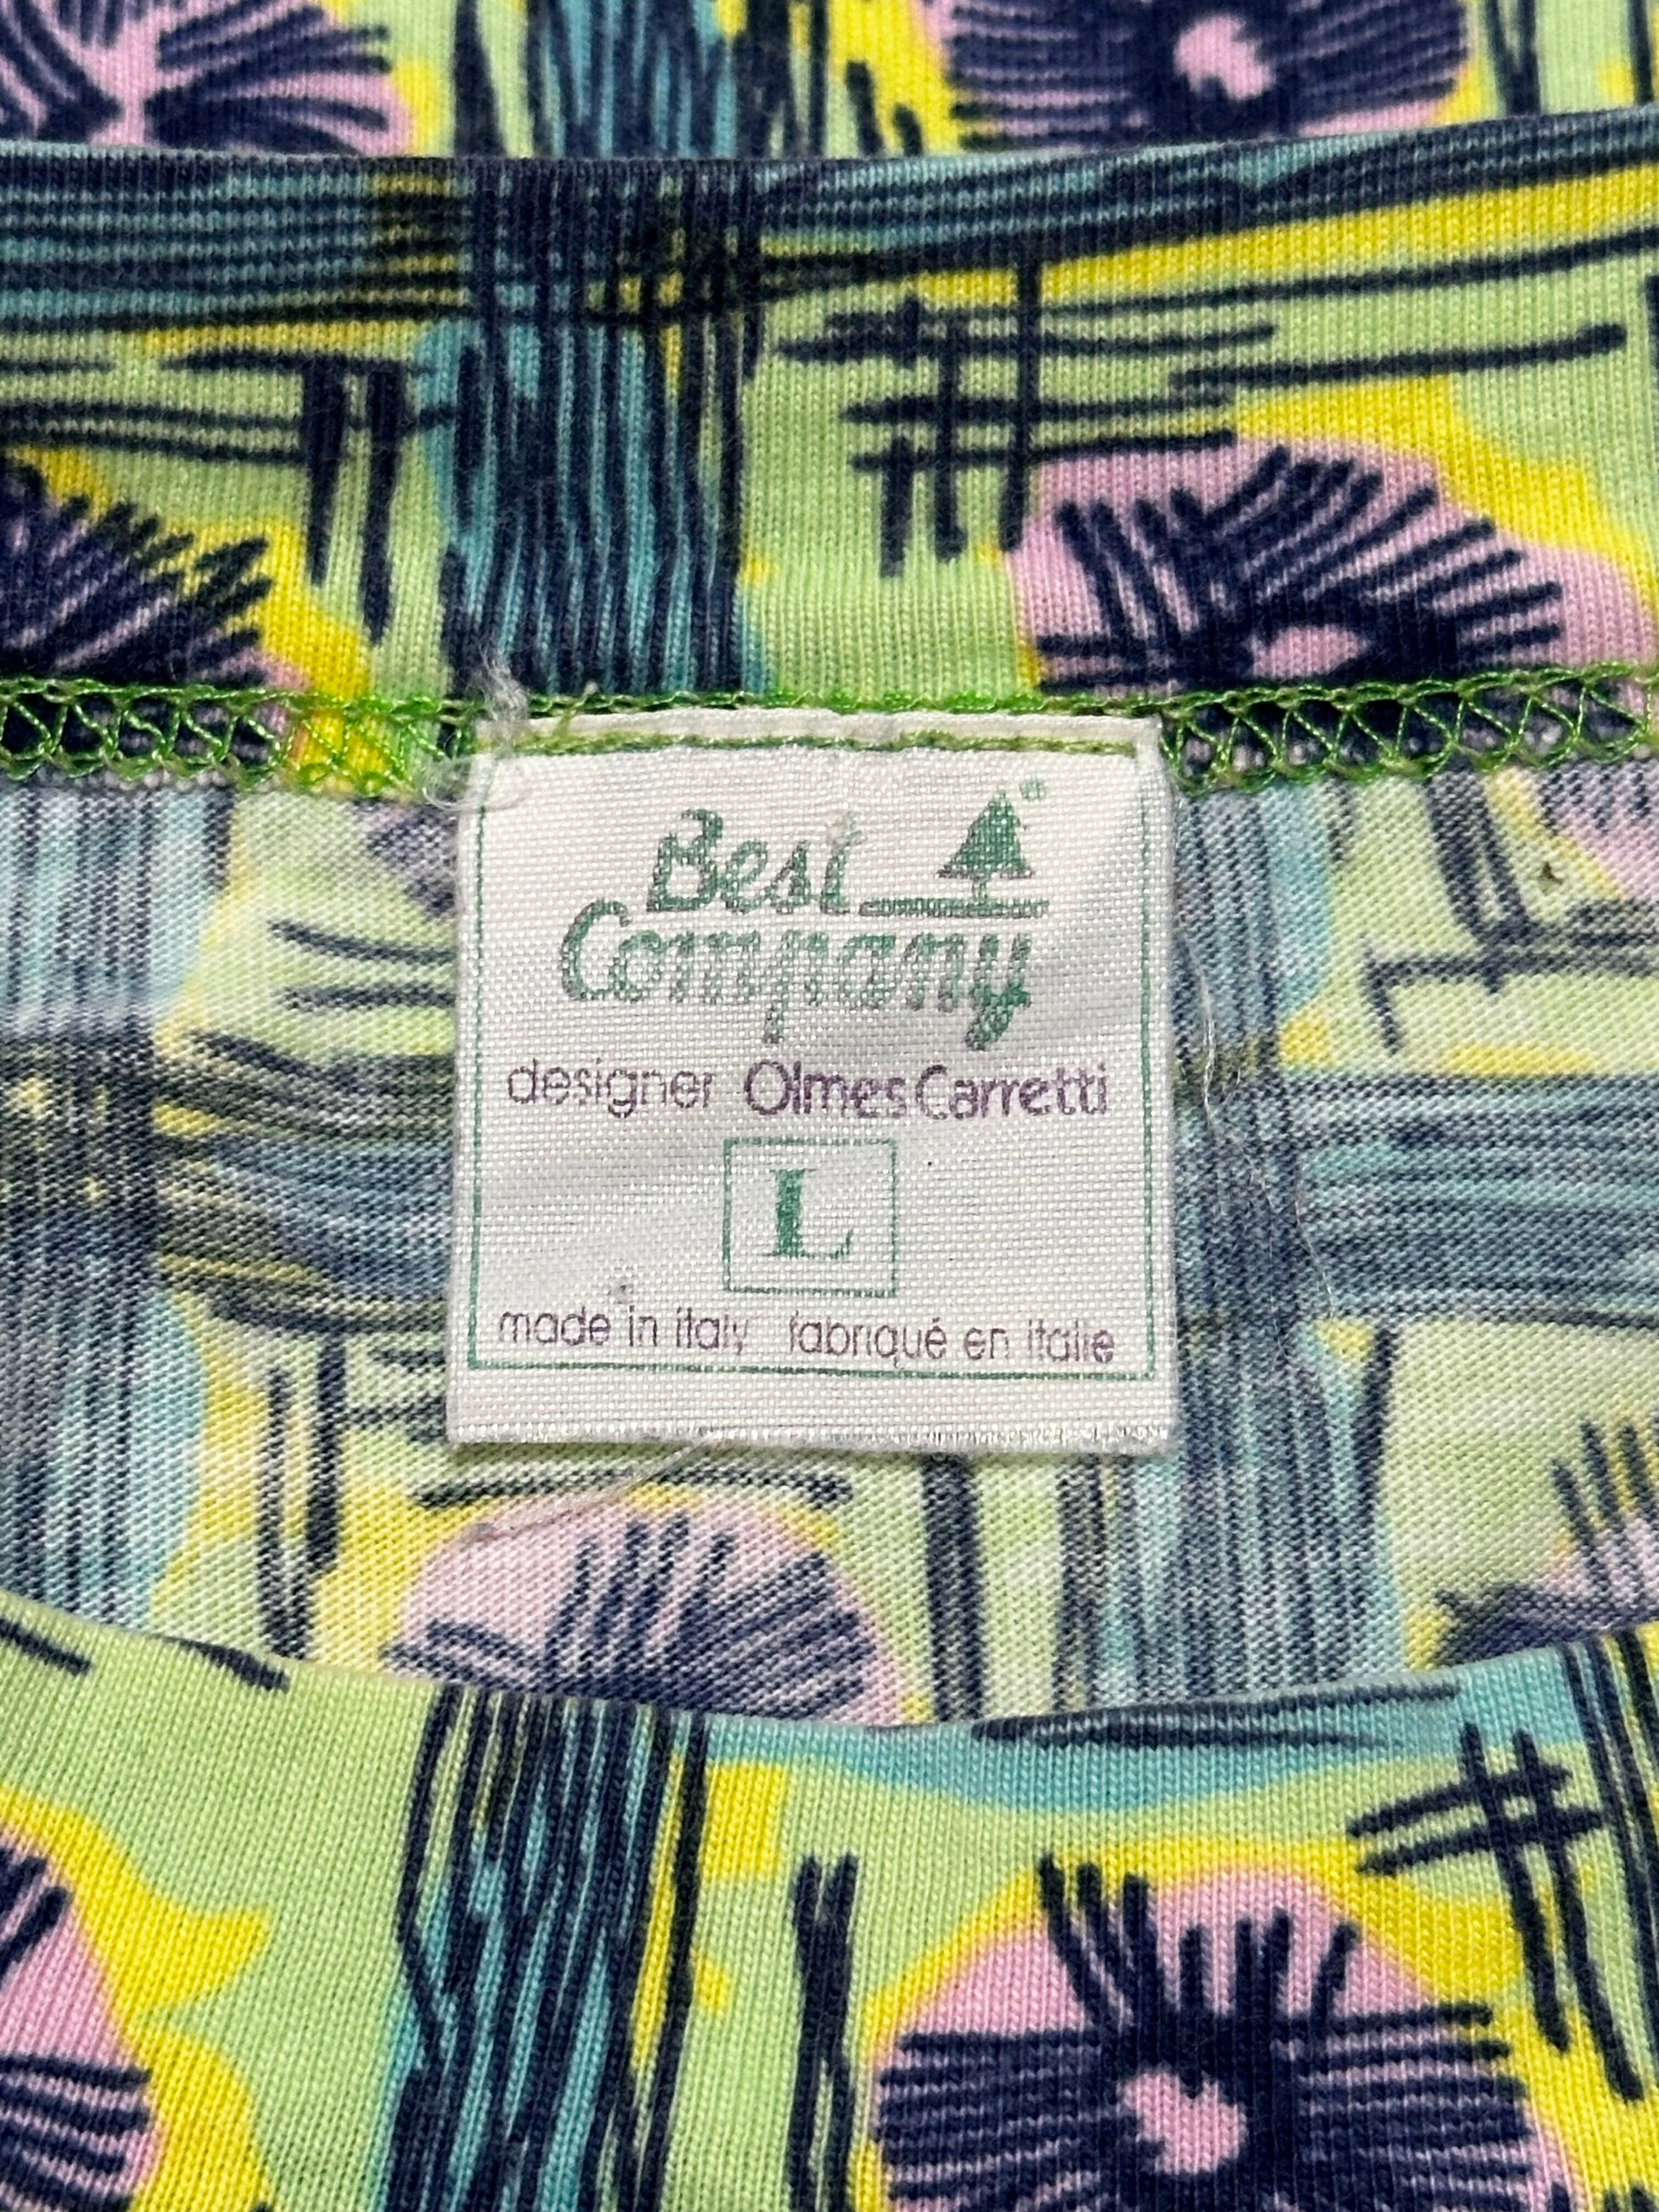 Best
Company
designer Olmes Carretti
L
made in italy fabriqué en italie